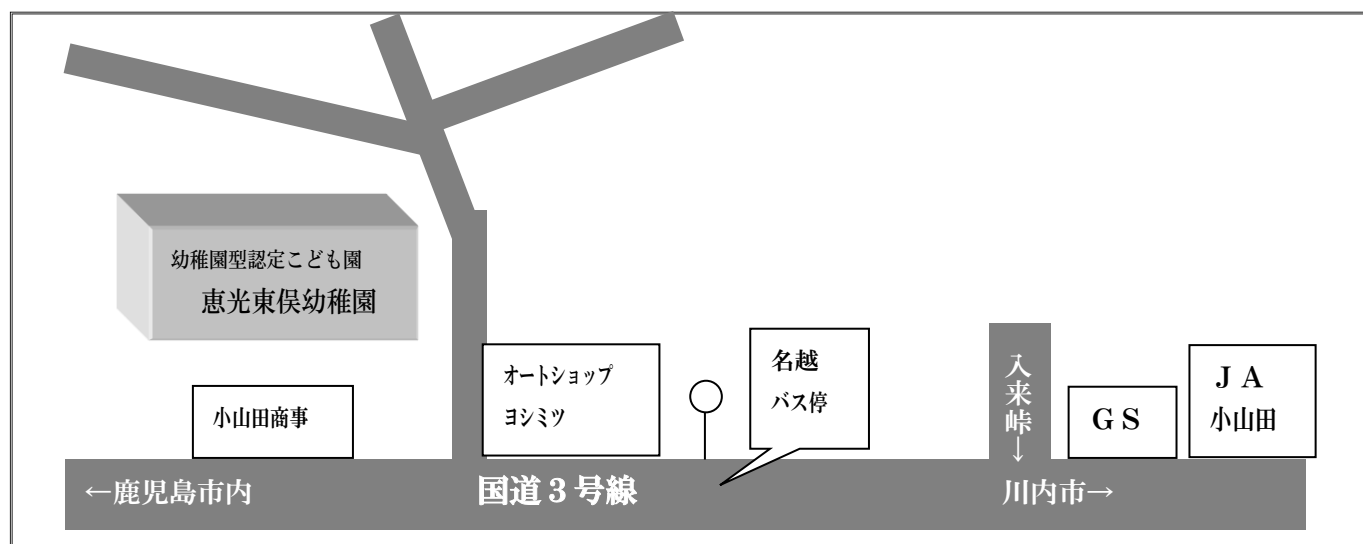 幼稚園型認定こども園
恵光東俣幼稚園
小山田商事
オートショップ
ヨシミツ
名越
バス停
入来峠↓
GS
JA
小山田
←鹿児島市内
国道3号線
川内市→